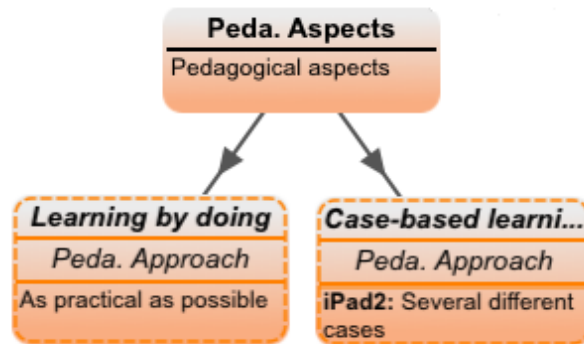 Peda. Aspects
Pedagogical aspects
Learning by doing
Peda. Approach
As practical as possible
Case-based learni...
Peda. Approach
iPad2: Several different
cases